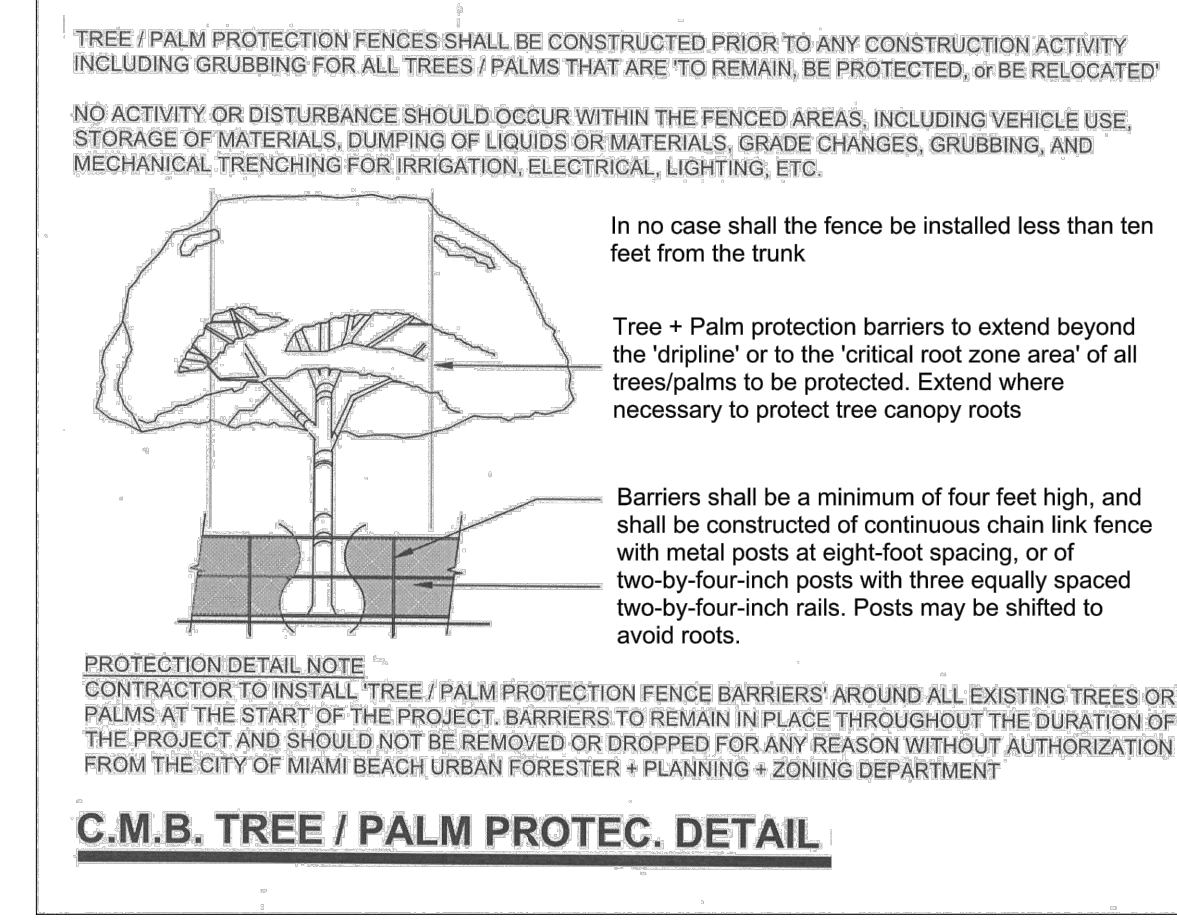 TREE / PALM PROTECTION FENCES SHALL BE CONSTRUCTED PRIOR TO ANY CONSTRUCTION ACTIVITY
INCLUDING GRUBBING FOR ALL TREES / PALMS THAT ARE 'TO REMAIN, BE PROTECTED, or BE RELOCATED'
NO ACTIVITY OR DISTURBANCE SHOULD OCCUR WITHIN THE FENCED AREAS, INCLUDING VEHICLE USE,
STORAGE OF MATERIALS, DUMPING OF LIQUIDS OR MATERIALS, GRADE CHANGES, GRUBBING, AND
MECHANICAL TRENCHING FOR IRRIGATION, ELECTRICAL, LIGHTING, ETC.
In no case shall the fence be installed less than ten
feet from the trunk
Tree + Palm protection barriers to extend beyond
the 'dripline' or to the 'critical root zone area' of all
trees/palms to be protected. Extend where
necessary to protect tree canopy roots
Barriers shall be a minimum of four feet high, and
shall be constructed of continuous chain link fence
with metal posts at eight-foot spacing, or of
two-by-four-inch posts with three equally spaced
two-by-four-inch rails. Posts may be shifted to
avoid roots.
PROTECTION DETAIL NOTE
CONTRACTOR TO INSTALL 'TREE / PALM PROTECTION FENCE BARRIERS' AROUND ALL EXISTING TREES OR
PALMS AT THE START OF THE PROJECT. BARRIERS TO REMAIN IN PLACE THROUGHOUT THE DURATION OF
THE PROJECT AND SHOULD NOT BE REMOVED OR DROPPED FOR ANY REASON WITHOUT AUTHORIZATION
FROM THE CITY OF MIAMI BEACH URBAN FORESTER + PLANNING + ZONING DEPARTMENT
C.M.B. TREE / PALM PROTEC. DETAIL